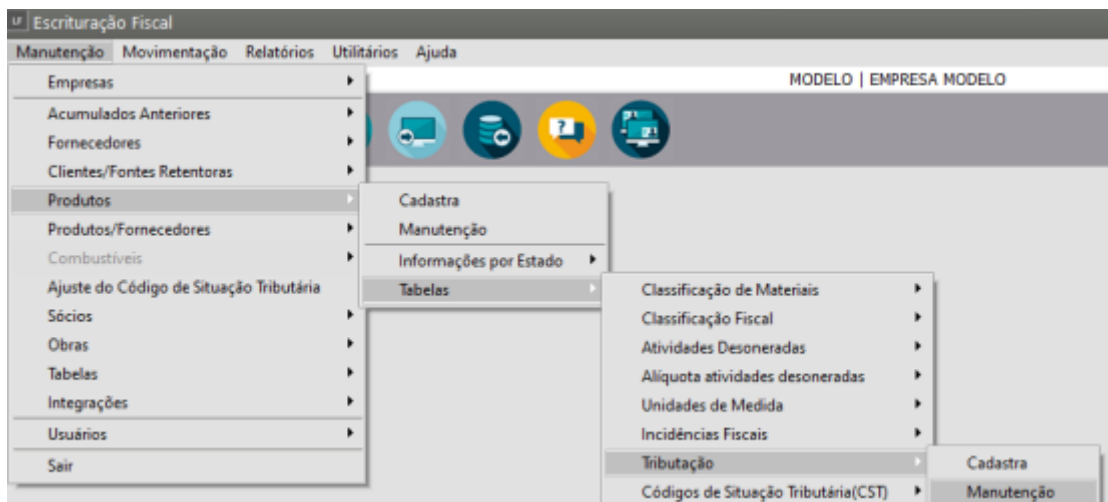 LF Escrituração Fiscal
Manutenção Movimentação Relatórios Utilitários Ajuda
MODELO | EMPRESA MODELO
Empresas
Acumulados Anteriores
Fornecedores
Clientes/Fontes Retentoras
Produtos
Produtos/Fornecedores
Combustíveis
Ajuste do Código de Situação Tributária
Sócios
Obras
Tabelas
Integrações
Usuários
Sair
Cadastra
Manutenção
Informações por Estado
Tabelas
Classificação de Materiais
Classificação Fiscal
Atividades Desoneradas
Alíquota atividades desoneradas
Unidades de Medida
Incidências Fiscais
Tributação
Códigos de Situação Tributária(CST)
Cadastra
Manutenção